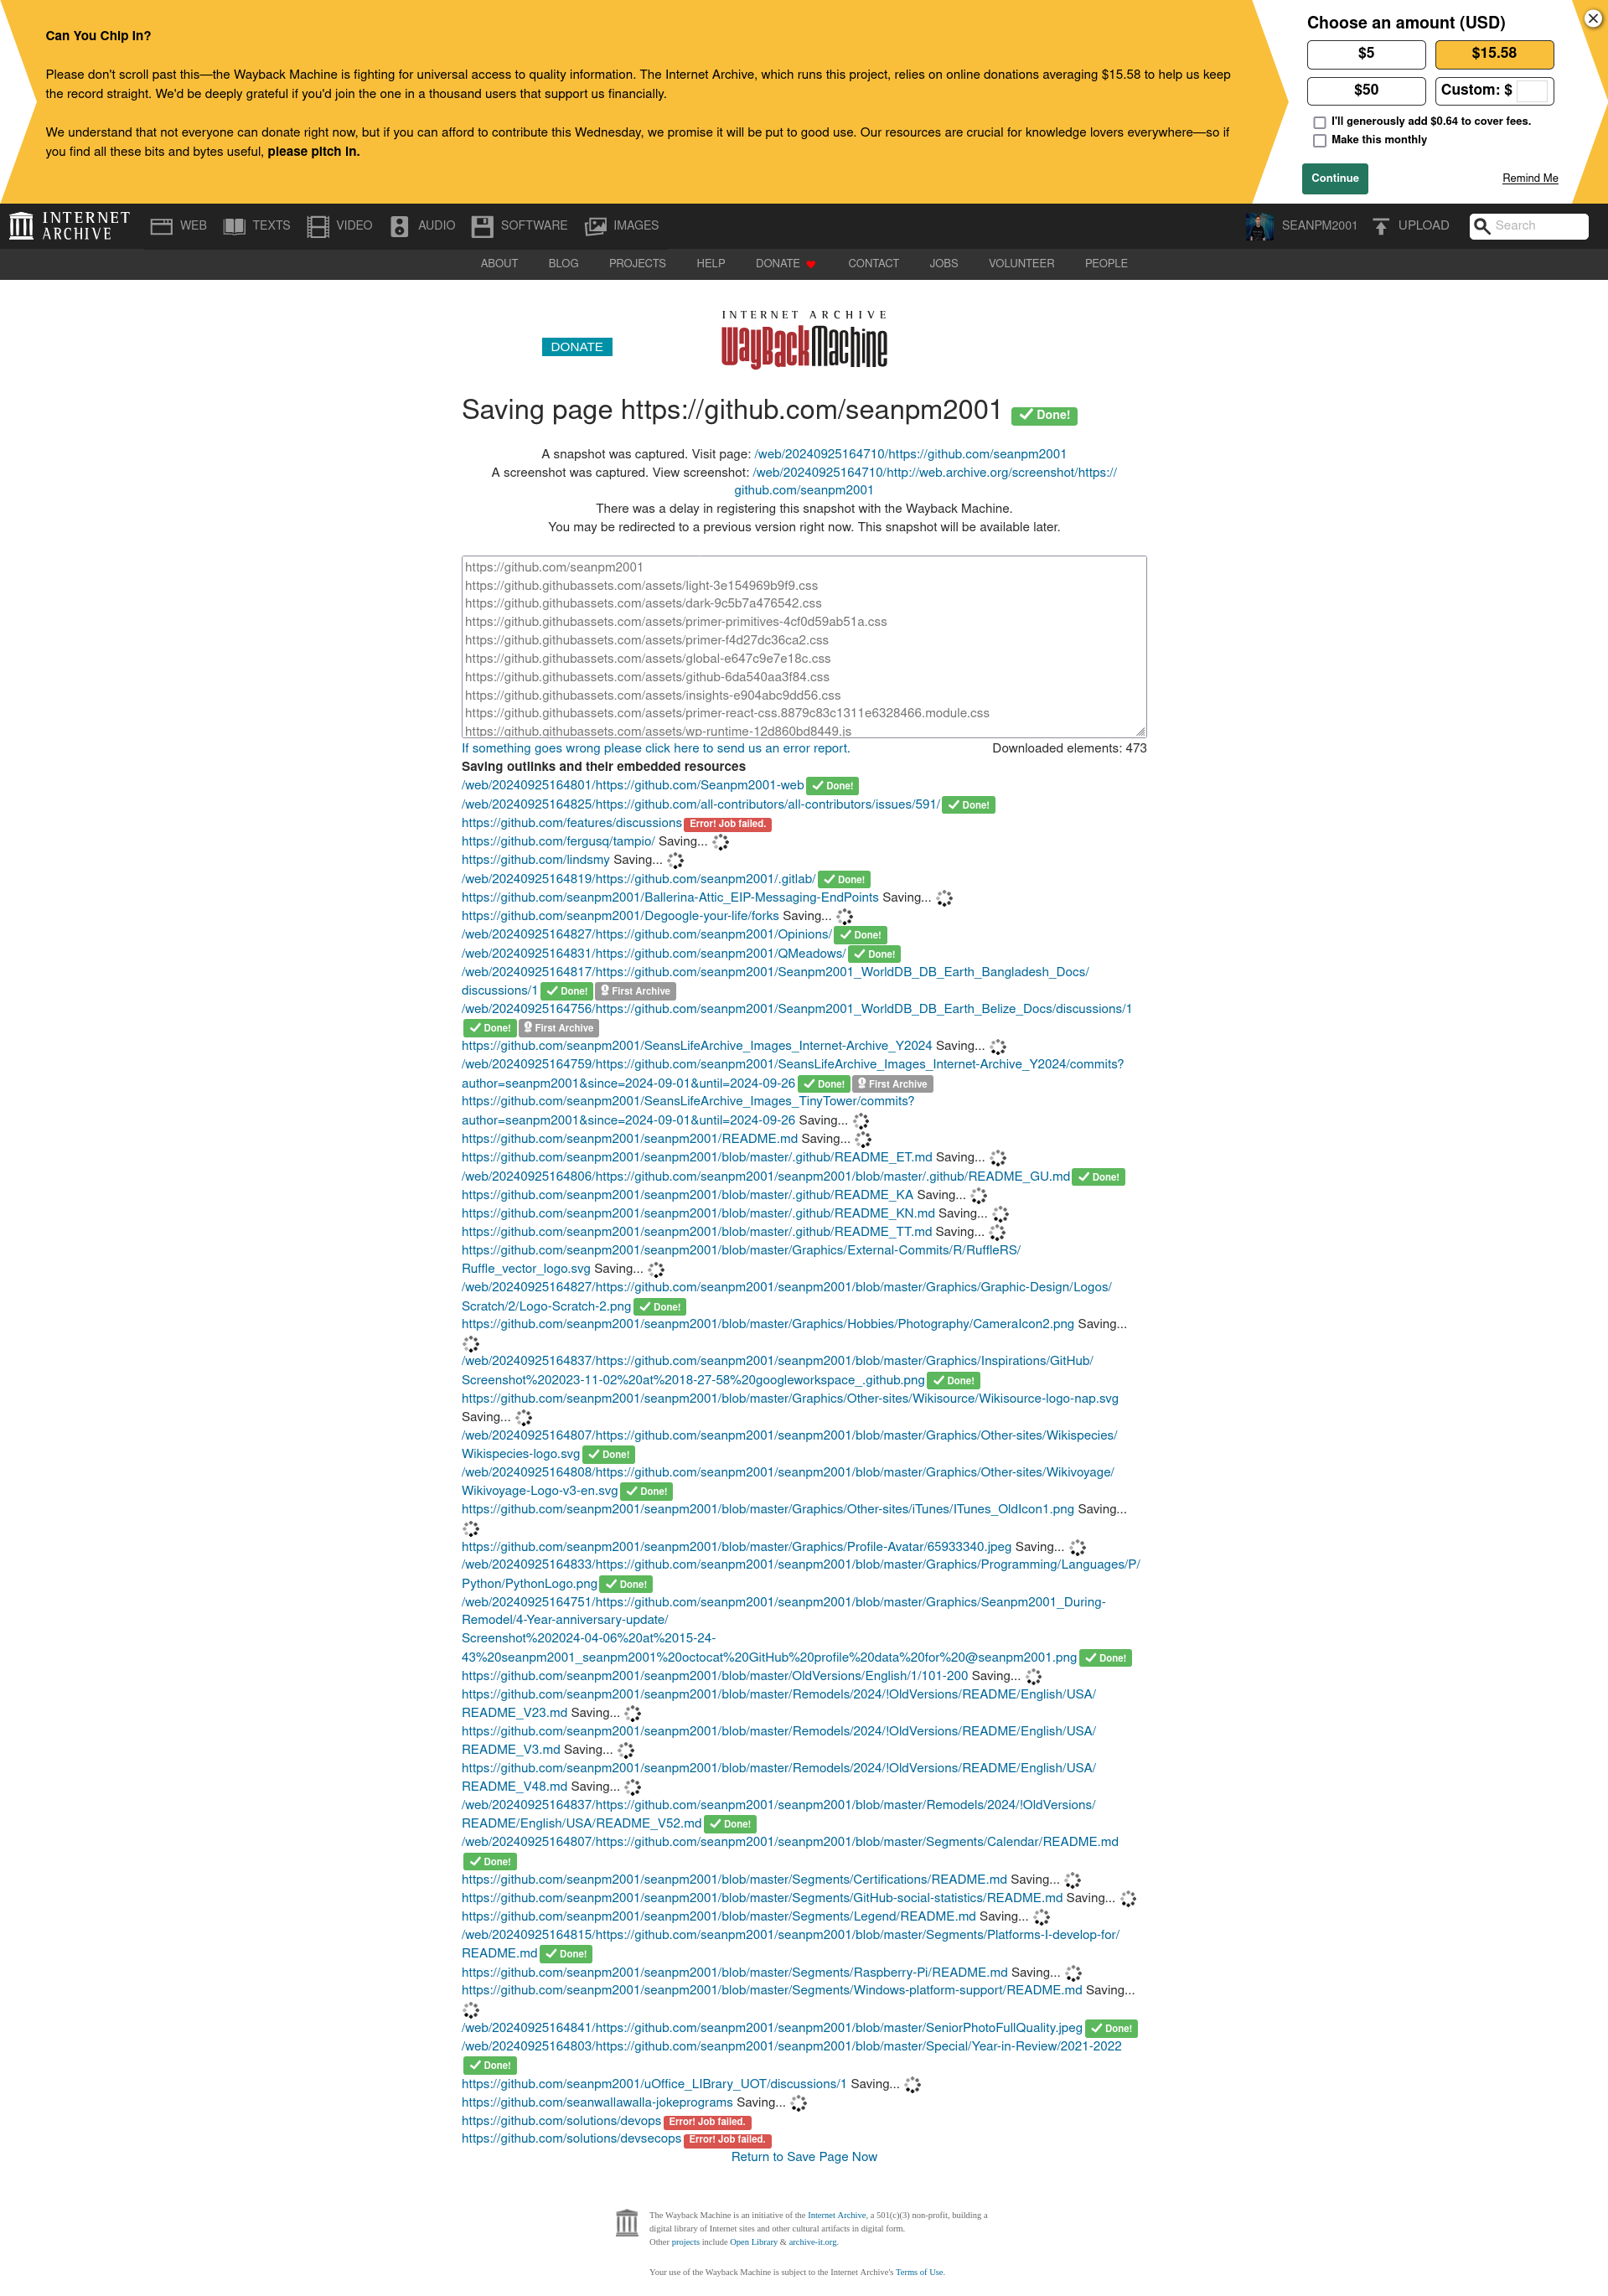 Can You Chip In?
Please don't scroll past this—the Wayback Machine is fighting for universal access to quality information. The Internet Archive, which runs this project, relies on online donations averaging $15.58 to help us keep
the record straight. We'd be deeply grateful if you'd join the one in a thousand users that support us financially.
We understand that not everyone can donate right now, but if you can afford to contribute this Wednesday, we promise it will be put to good use. Our resources are crucial for knowledge lovers everywhere—so if
you find all these bits and bytes useful, please pitch in.
Choose an amount (USD)
$5 $15.58
$50 Custom: $
I'll generously add $0.64 to cover fees.
Make this monthly
Continue Remind Me
INTERNET ARCHIVE WEB TEXTS VIDEO AUDIO SOFTWARE IMAGES SEANPM2001 UPLOAD Search
ABOUT BLOG PROJECTS HELP DONATE CONTACT JOBS VOLUNTEER PEOPLE
INTERNET ARCHIVE
DONATE WayBackMachine
Saving page https://github.com/seanpm2001 Done!
A snapshot was captured. Visit page: /web/20240925164710/https://github.com/seanpm2001
A screenshot was captured. View screenshot: /web/20240925164710/http://web.archive.org/screenshot/https://
github.com/seanpm2001
There was a delay in registering this snapshot with the Wayback Machine.
You may be redirected to a previous version right now. This snapshot will be available later.
https://github.com/seanpm2001
https://github.githubassets.com/assets/light-3e154969b9f9.css
https://github.githubassets.com/assets/dark-9c5b7a476542.css
https://github.githubassets.com/assets/primer-primitives-4cf0d59ab51a.css
https://github.githubassets.com/assets/primer-f4d27dc36ca2.css
https://github.githubassets.com/assets/global-e647c9e7e18c.css
https://github.githubassets.com/assets/github-6da540aa3f84.css
https://github.githubassets.com/assets/insights-e904abc9dd56.css
https://github.githubassets.com/assets/primer-react-css.8879c83c1311e6328466.module.css
https://github.githubassets.com/assets/wp-runtime-12d860bd8449.js
If something goes wrong please click here to send us an error report. Downloaded elements: 473
Saving outlinks and their embedded resources
/web/20240925164801/https://github.com/Seanpm2001-web Done!
/web/20240925164825/https://github.com/all-contributors/all-contributors/issues/591/ Done!
https://github.com/features/discussions Error! Job failed.
https://github.com/fergusq/tampio/ Saving...
https://github.com/lindsmy Saving...
/web/20240925164819/https://github.com/seanpm2001/.gitlab/ Done!
https://github.com/seanpm2001/Ballerina-Attic_EIP-Messaging-EndPoints Saving...
https://github.com/seanpm2001/Degoogle-your-life/forks Saving...
/web/20240925164827/https://github.com/seanpm2001/Opinions/ Done!
/web/20240925164831/https://github.com/seanpm2001/QMeadows/ Done!
/web/20240925164817/https://github.com/seanpm2001/Seanpm2001_WorldDB_DB_Earth_Bangladesh_Docs/
discussions/1 Done! First Archive
/web/20240925164756/https://github.com/seanpm2001/Seanpm2001_WorldDB_DB_Earth_Belize_Docs/discussions/1
Done! First Archive
https://github.com/seanpm2001/SeansLifeArchive_Images_Internet-Archive_Y2024 Saving...
/web/20240925164759/https://github.com/seanpm2001/SeansLifeArchive_Images_Internet-Archive_Y2024/commits?
author=seanpm2001&since=2024-09-01&until=2024-09-26 Done! First Archive
https://github.com/seanpm2001/SeansLifeArchive_Images_TinyTower/commits?
author=seanpm2001&since=2024-09-01&until=2024-09-26 Saving...
https://github.com/seanpm2001/seanpm2001/README.md Saving...
https://github.com/seanpm2001/seanpm2001/blob/master/.github/README_ET.md Saving...
/web/20240925164806/https://github.com/seanpm2001/seanpm2001/blob/master/.github/README_GU.md Done!
https://github.com/seanpm2001/seanpm2001/blob/master/.github/README_KA Saving...
https://github.com/seanpm2001/seanpm2001/blob/master/.github/README_KN.md Saving...
https://github.com/seanpm2001/seanpm2001/blob/master/.github/README_TT.md Saving...
https://github.com/seanpm2001/seanpm2001/blob/master/Graphics/External-Commits/R/RuffleRS/
Ruffle_vector_logo.svg Saving...
/web/20240925164827/https://github.com/seanpm2001/seanpm2001/blob/master/Graphics/Graphic-Design/Logos/
Scratch/2/Logo-Scratch-2.png Done!
https://github.com/seanpm2001/seanpm2001/blob/master/Graphics/Hobbies/Photography/CameraIcon2.png Saving...
/web/20240925164837/https://github.com/seanpm2001/seanpm2001/blob/master/Graphics/Inspirations/GitHub/
Screenshot%202023-11-02%20at%2018-27-58%20googleworkspace_.github.png Done!
https://github.com/seanpm2001/seanpm2001/blob/master/Graphics/Other-sites/Wikisource/Wikisource-logo-nap.svg
Saving...
/web/20240925164807/https://github.com/seanpm2001/seanpm2001/blob/master/Graphics/Other-sites/Wikispecies/
Wikispecies-logo.svg Done!
/web/20240925164808/https://github.com/seanpm2001/seanpm2001/blob/master/Graphics/Other-sites/Wikivoyage/
Wikivoyage-Logo-v3-en.svg Done!
https://github.com/seanpm2001/seanpm2001/blob/master/Graphics/Other-sites/iTunes/ITunes_OldIcon1.png Saving...
https://github.com/seanpm2001/seanpm2001/blob/master/Graphics/Profile-Avatar/65933340.jpeg Saving...
/web/20240925164833/https://github.com/seanpm2001/seanpm2001/blob/master/Graphics/Programming/Languages/P/
Python/PythonLogo.png Done!
/web/20240925164751/https://github.com/seanpm2001/seanpm2001/blob/master/Graphics/Seanpm2001_During-
Remodel/4-Year-anniversary-update/
Screenshot%202024-04-06%20at%2015-24-
43%20seanpm2001_seanpm2001%20octocat%20GitHub%20profile%20data%20for%20@seanpm2001.png Done!
https://github.com/seanpm2001/seanpm2001/blob/master/OldVersions/English/1/101-200 Saving...
https://github.com/seanpm2001/seanpm2001/blob/master/Remodels/2024/!OldVersions/README/English/USA/
README_V23.md Saving...
https://github.com/seanpm2001/seanpm2001/blob/master/Remodels/2024/!OldVersions/README/English/USA/
README_V3.md Saving...
https://github.com/seanpm2001/seanpm2001/blob/master/Remodels/2024/!OldVersions/README/English/USA/
README_V48.md Saving...
/web/20240925164837/https://github.com/seanpm2001/seanpm2001/blob/master/Remodels/2024/!OldVersions/
README/English/USA/README_V52.md Done!
/web/20240925164807/https://github.com/seanpm2001/seanpm2001/blob/master/Segments/Calendar/README.md
Done!
https://github.com/seanpm2001/seanpm2001/blob/master/Segments/Certifications/README.md Saving...
https://github.com/seanpm2001/seanpm2001/blob/master/Segments/GitHub-social-statistics/README.md Saving...
https://github.com/seanpm2001/seanpm2001/blob/master/Segments/Legend/README.md Saving...
/web/20240925164815/https://github.com/seanpm2001/seanpm2001/blob/master/Segments/Platforms-I-develop-for/
README.md Done!
https://github.com/seanpm2001/seanpm2001/blob/master/Segments/Raspberry-Pi/README.md Saving...
https://github.com/seanpm2001/seanpm2001/blob/master/Segments/Windows-platform-support/README.md Saving...
/web/20240925164841/https://github.com/seanpm2001/seanpm2001/blob/master/SeniorPhotoFullQuality.jpeg Done!
/web/20240925164803/https://github.com/seanpm2001/seanpm2001/blob/master/Special/Year-in-Review/2021-2022
Done!
https://github.com/seanpm2001/uOffice_LIBrary_UOT/discussions/1 Saving...
https://github.com/seanwallawalla-jokeprograms Saving...
https://github.com/solutions/devops Error! Job failed.
https://github.com/solutions/devsecops Error! Job failed.
Return to Save Page Now
The Wayback Machine is an initiative of the Internet Archive, a 501(c)(3) non-profit, building a
digital library of Internet sites and other cultural artifacts in digital form.
Other projects include Open Library & archive-it.org.
Your use of the Wayback Machine is subject to the Internet Archive's Terms of Use.